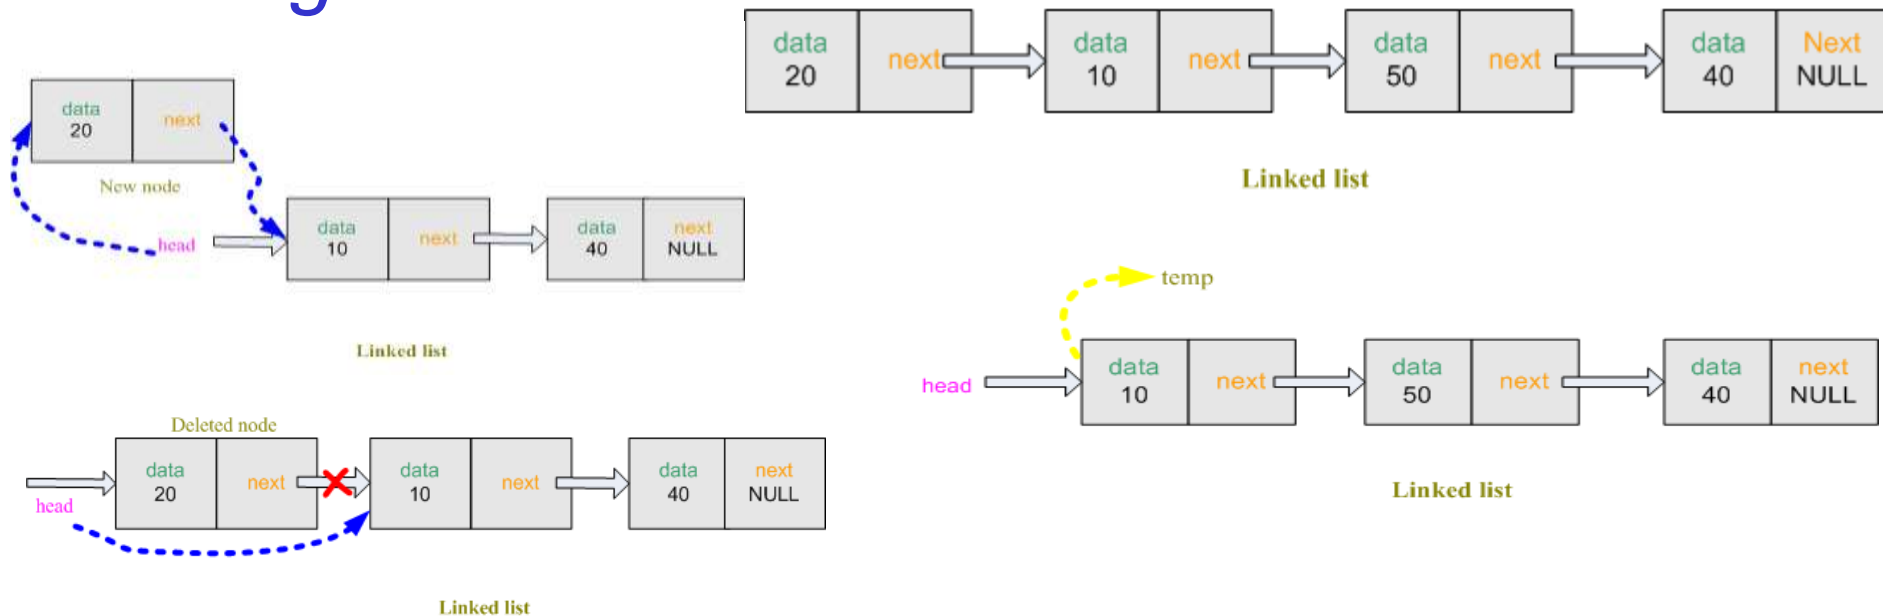 data
20
next
New node
head
data
10
next
data
40
next
NULL
Linked list
Deleted node
head
data
20
next
data
10
next
data
40
next
NULL
Linked list
data
20
next
data
10
next
data
50
next
data
40
Next
NULL
Linked list
temp
head
data
10
next
data
50
next
data
40
next
NULL
Linked list